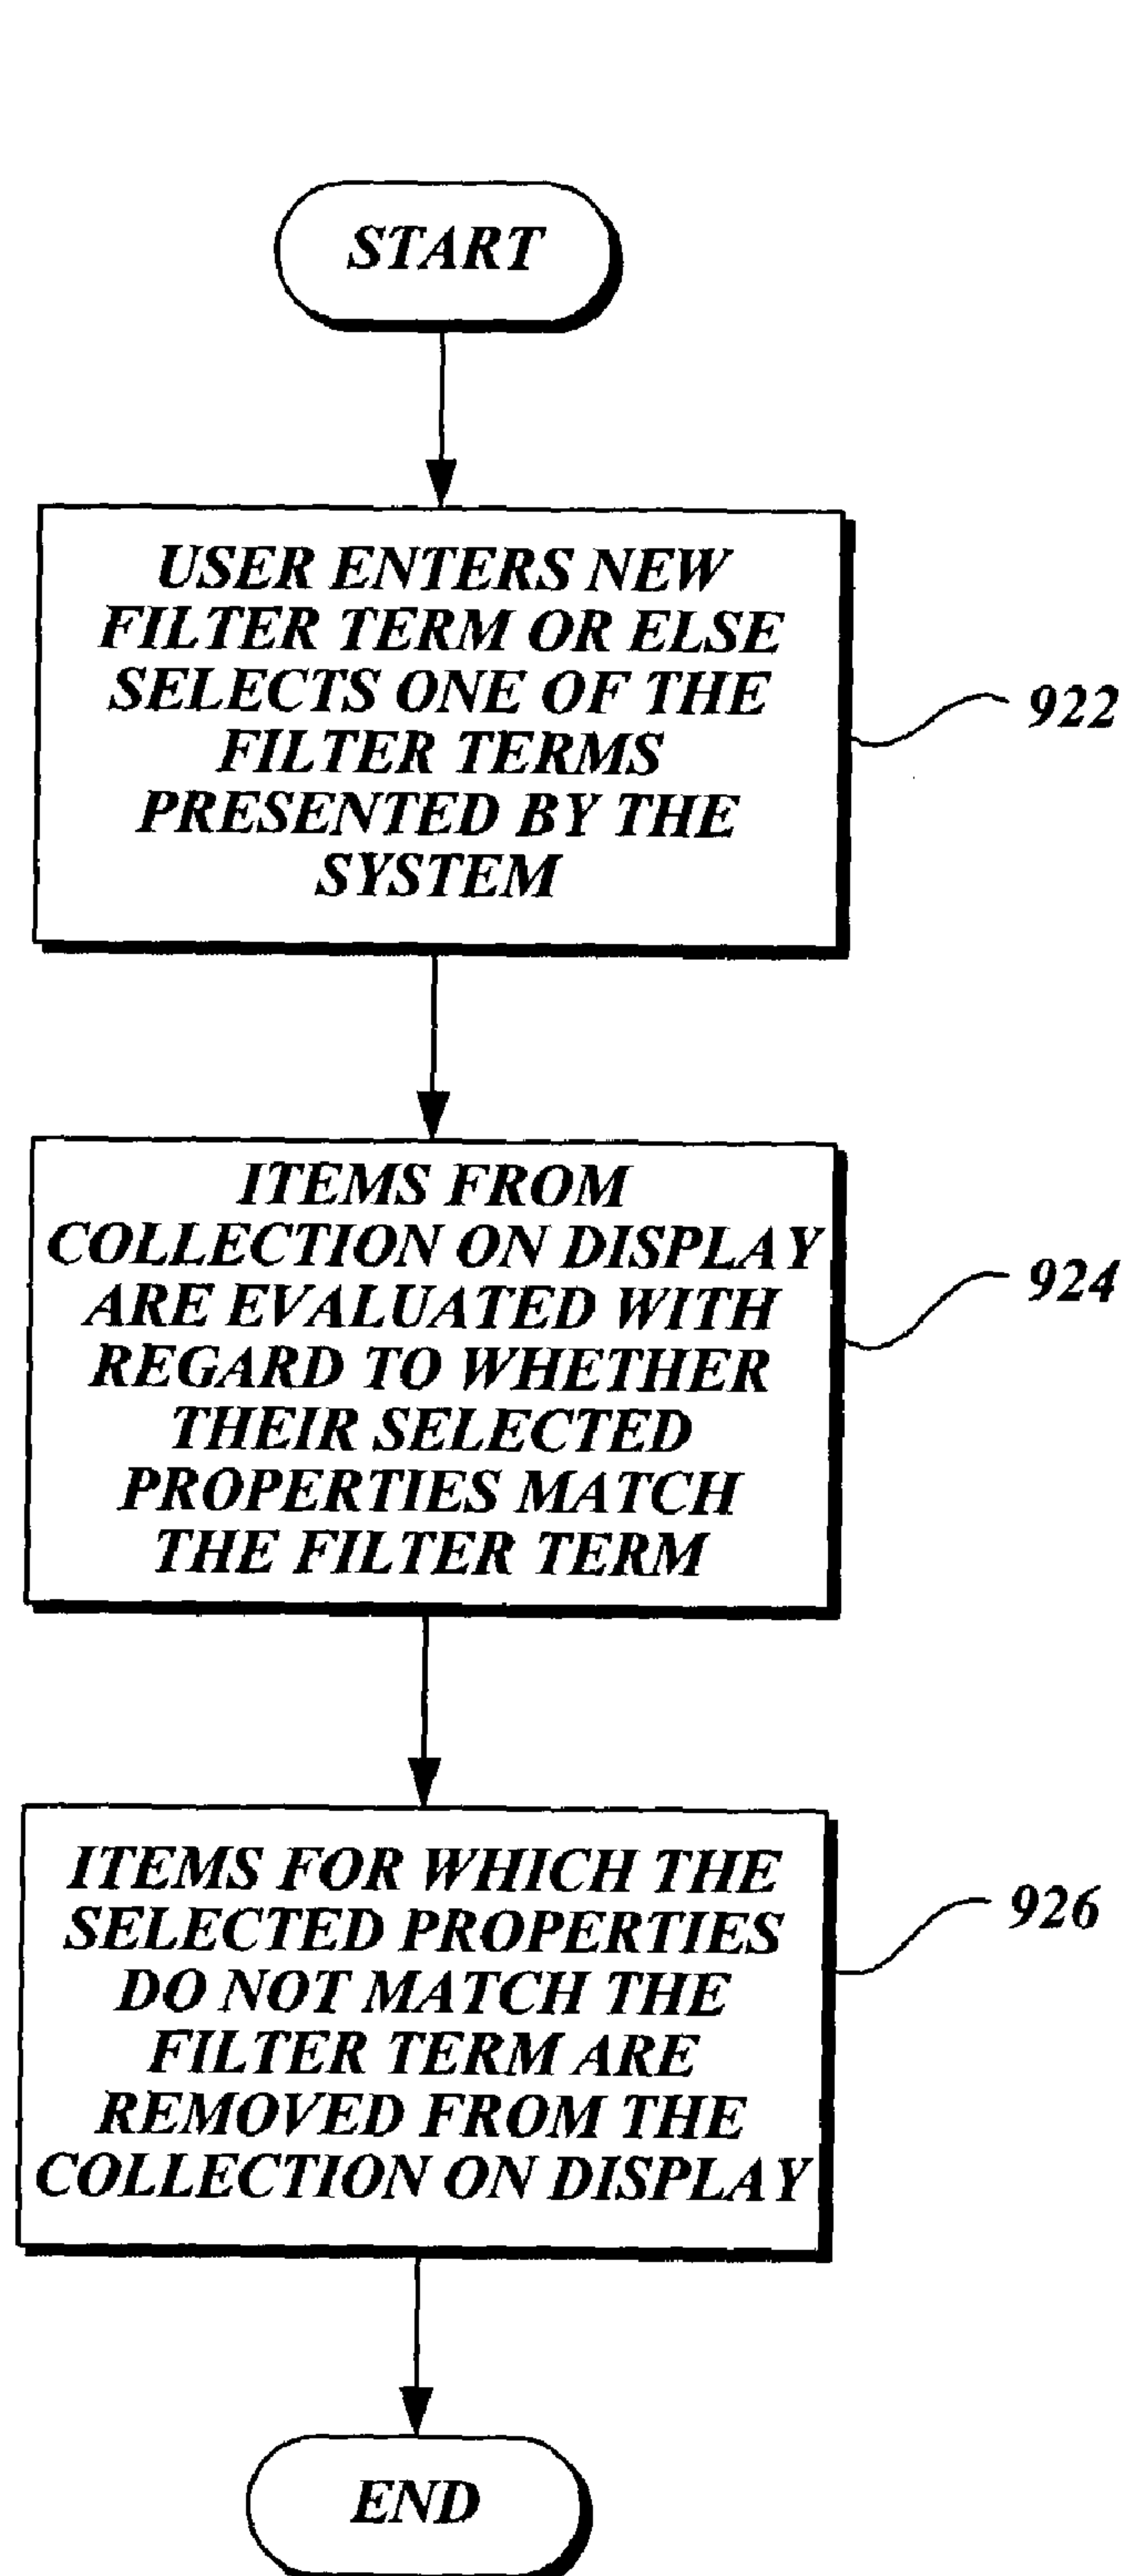 START
USER ENTERS NEW
FILTER TERM OR ELSE
SELECTS ONE OF THE
FILTER TERMS
PRESENTED BY THE
SYSTEM
922
ITEMS FROM
COLLECTION ON DISPLAY
ARE EVALUATED WITH
REGARD TO WHETHER
THEIR SELECTED
PROPERTIES MATCH
THE FILTER TERM
924
ITEMS FOR WHICH THE
SELECTED PROPERTIES
DO NOT MATCH THE
FILTER TERM ARE
REMOVED FROM THE
COLLECTION ON DISPLAY
926
END